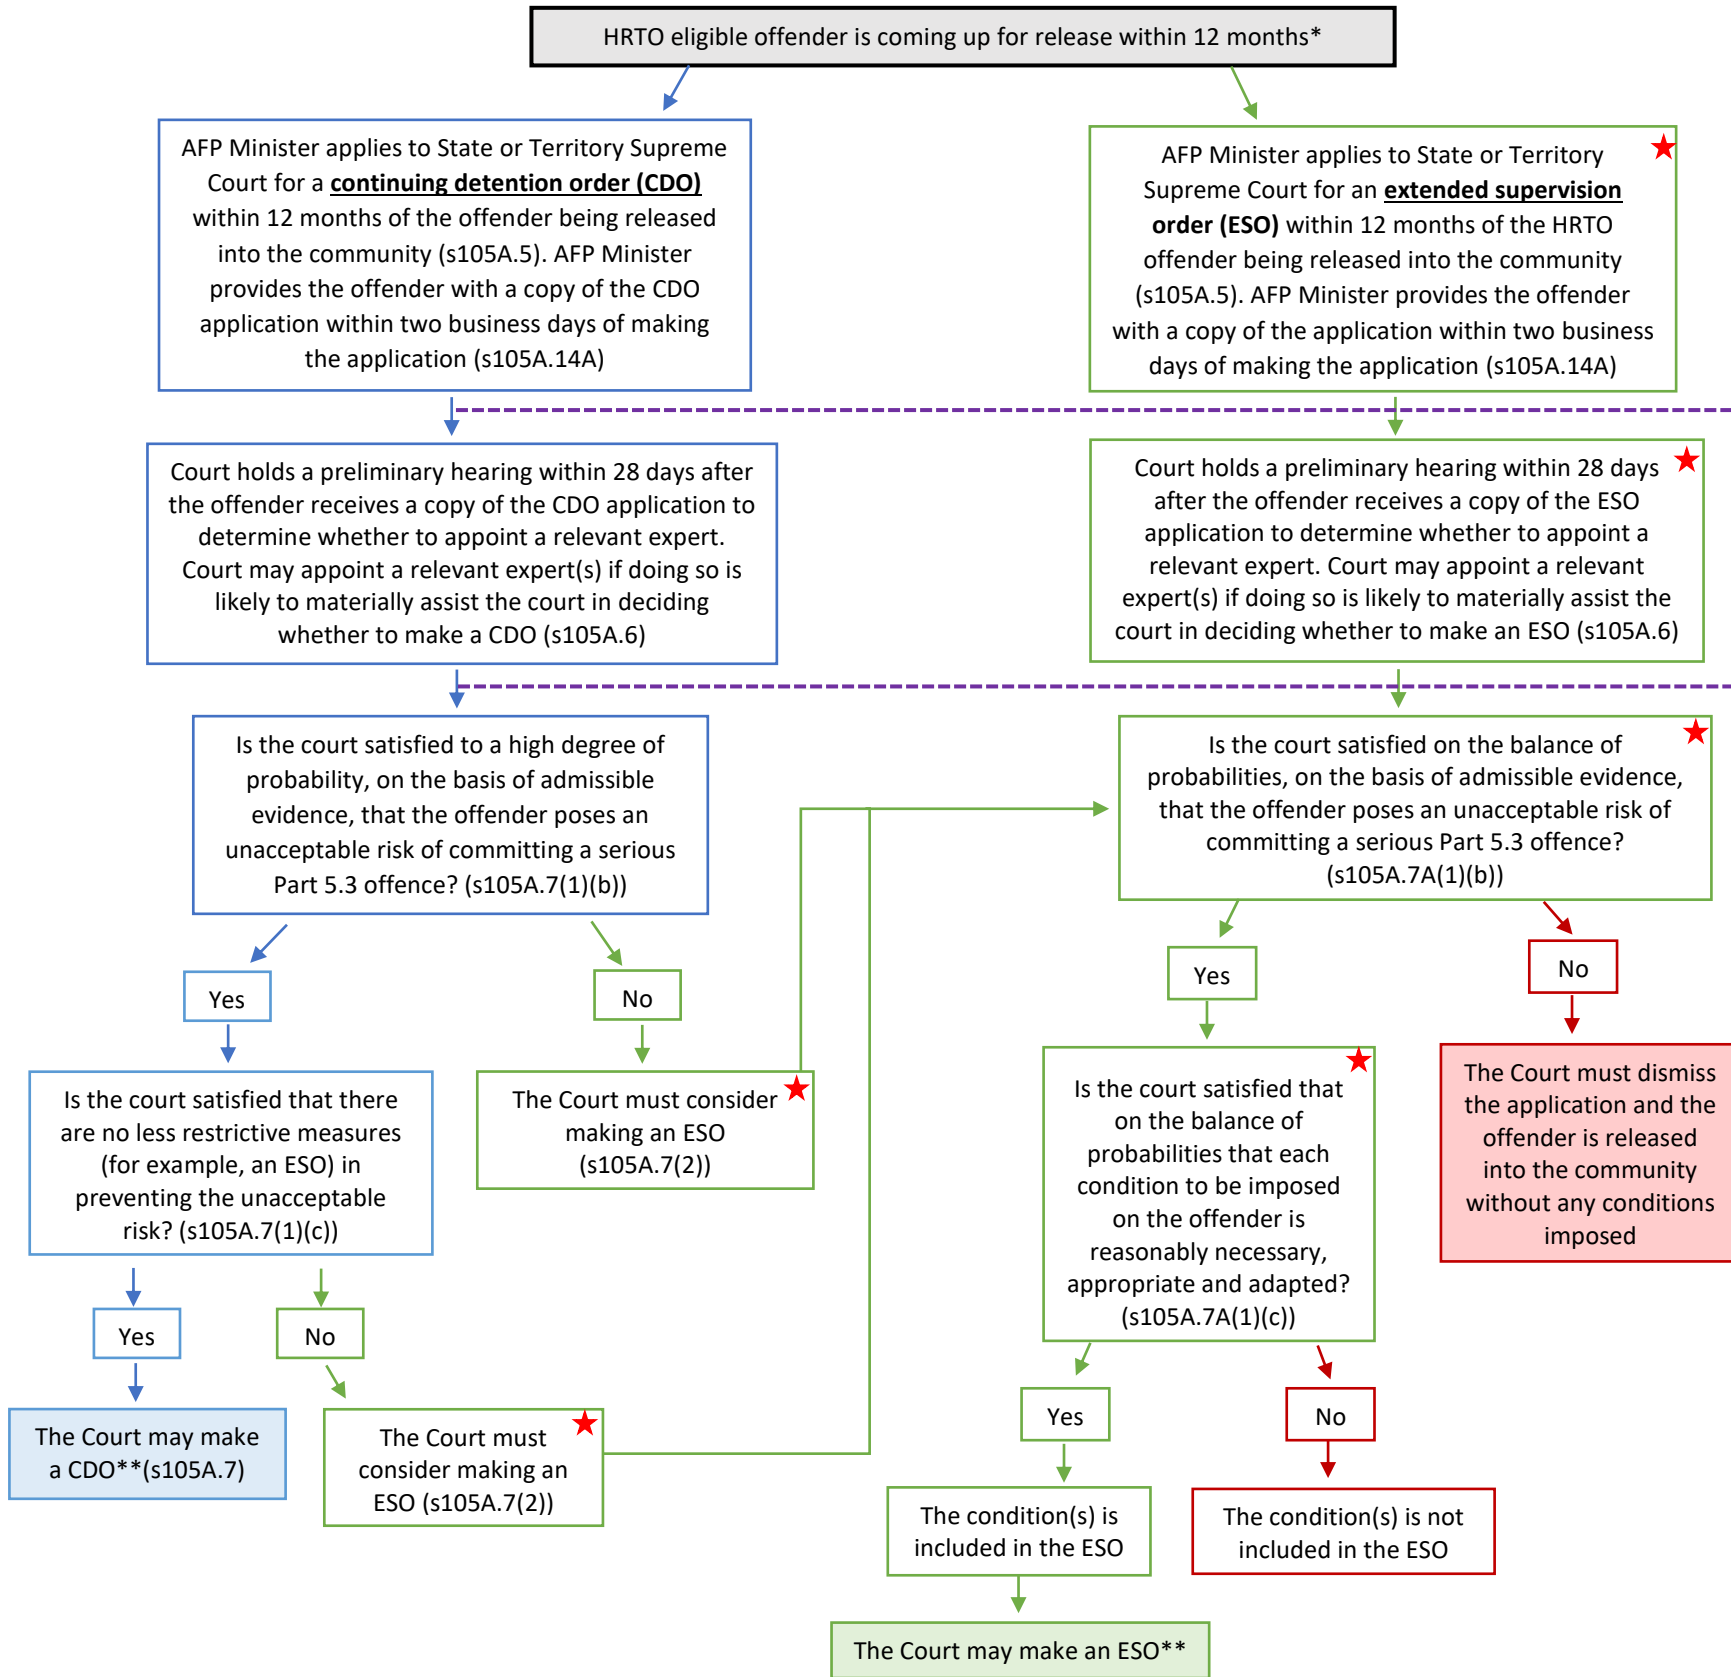 HRTO eligible offender is coming up for release within 12 months*
AFP Minister applies to State or Territory Supreme
Court for a continuing detention order (CDO)
within 12 months of the offender being released
into the community (s105A.5). AFP Minister
provides the offender with a copy of the CDO
application within two business days of making
the application (s105A.14A)
AFP Minister applies to State or Territory
Supreme Court for an extended supervision
order (ESO) within 12 months of the HRTO
offender being released into the community
(s105A.5). AFP Minister provides the offender
with a copy of the application within two business
days of making the application (s105A.14A)
Court holds a preliminary hearing within 28 days after
the offender receives a copy of the CDO application to
determine whether to appoint a relevant expert.
Court may appoint a relevant expert(s) if doing so is
likely to materially assist the court in deciding
whether to make a CDO (s105A.6)
Court holds a preliminary hearing within 28 days
after the offender receives a copy of the ESO
application to determine whether to appoint a
relevant expert. Court may appoint a relevant
expert(s) if doing so is likely to materially assist the
court in deciding whether to make an ESO (s105A.6)
Is the court satisfied to a high degree of
probability, on the basis of admissible
evidence, that the offender poses an
unacceptable risk of committing a serious
Part 5.3 offence? (s105A.7(1)(b))
Is the court satisfied on the balance of
probabilities, on the basis of admissible evidence,
that the offender poses an unacceptable risk of
committing a serious Part 5.3 offence?
(s105A.7A(1)(b))
Yes
No
Yes
No
Is the court satisfied that there
are no less restrictive measures
(for example, an ESO) in
preventing the unacceptable
risk? (s105A.7(1)(c))
The Court must consider
making an ESO
(s105A.7(2))
Is the court satisfied that
on the balance of
probabilities that each
condition to be imposed
on the offender is
reasonably necessary,
appropriate and adapted?
(s105A.7A(1)(c))
The Court must dismiss
the application and the
offender is released
into the community
without any conditions
imposed
Yes
No
Yes
No
The Court may make
a CDO**(s105A.7)
The Court must
consider making an
ESO (s105A.7(2))
The condition(s) is
included in the ESO
The condition(s) is not
included in the ESO
The Court may make an ESO**